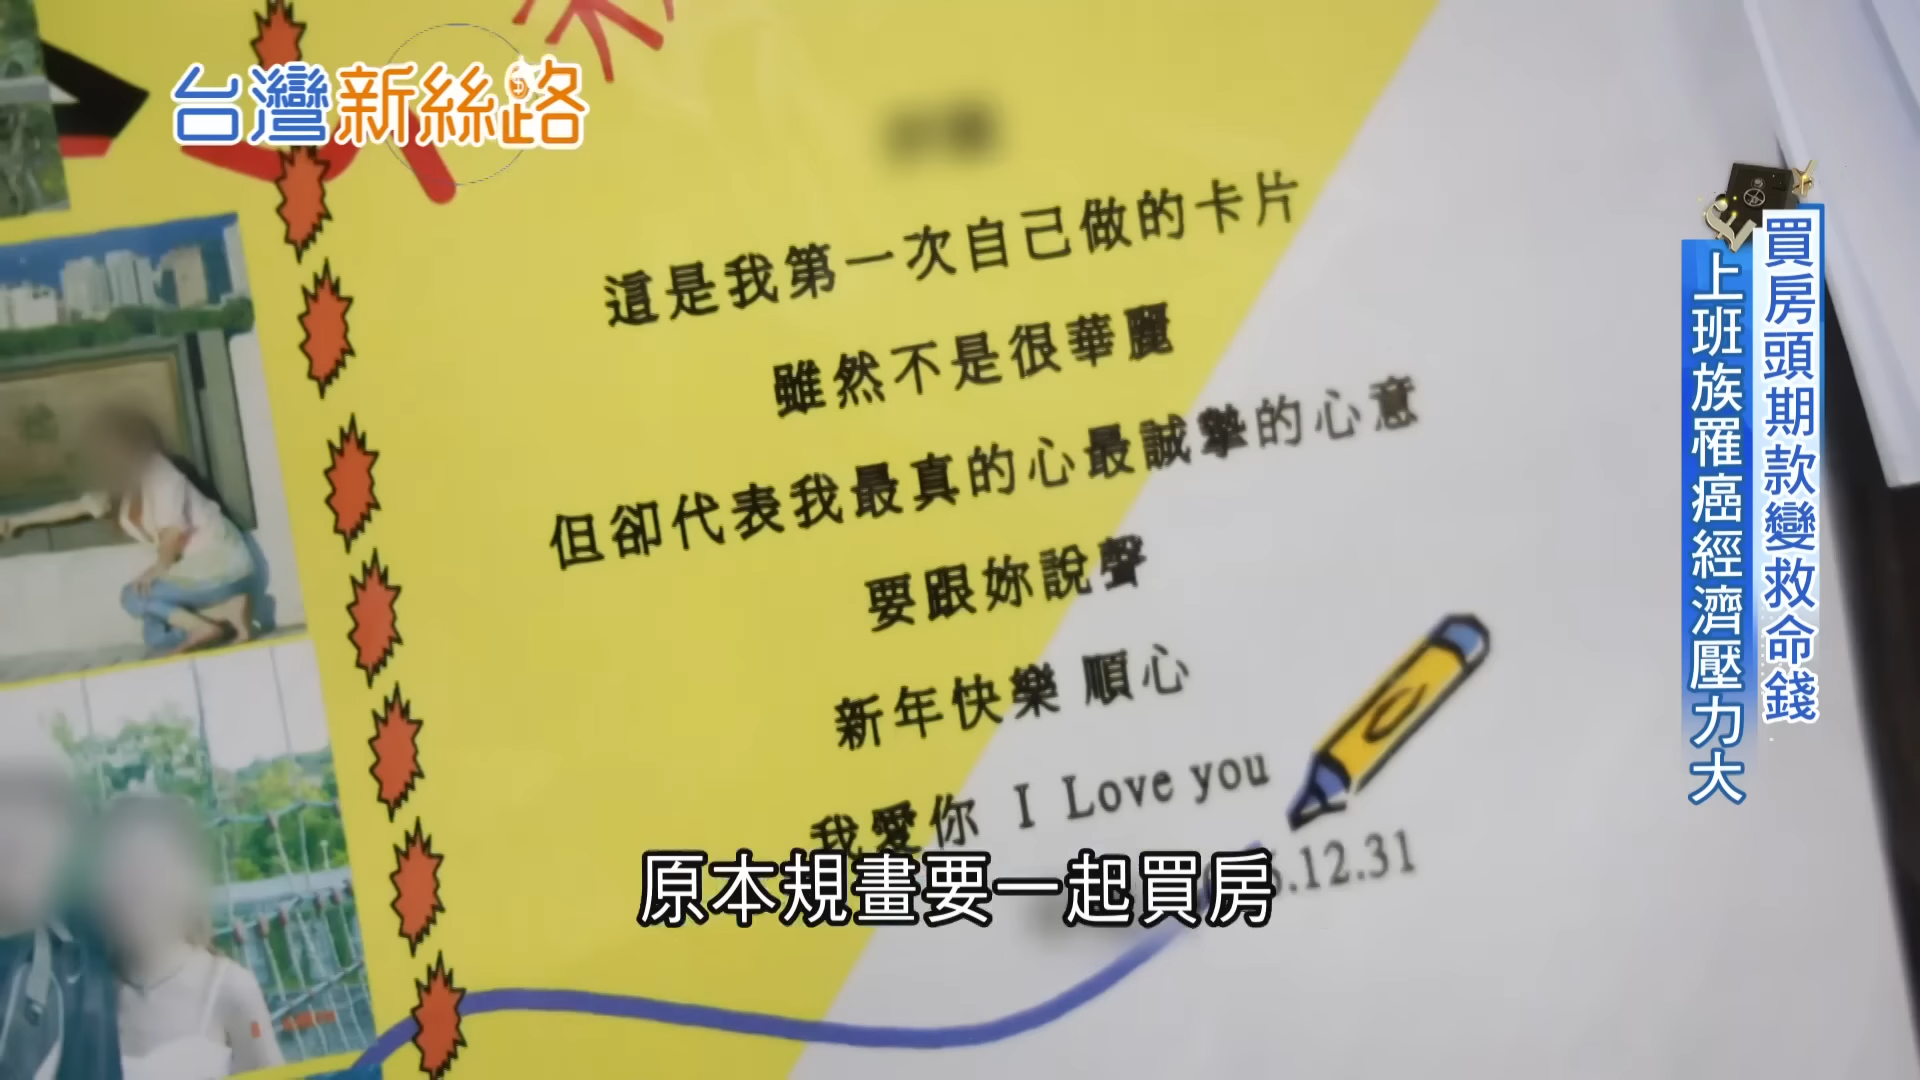 台灣新絲路
這是我第一次自己做的卡片
雖然不是很華麗
但卻代表我最真的心最誠摯的心意
要跟妳說聲
新年快樂 順心
我愛你 I Love you
.12.31
原本規畫要一起買房
買房頭期款變救命錢
上班族罹癌經濟壓力大